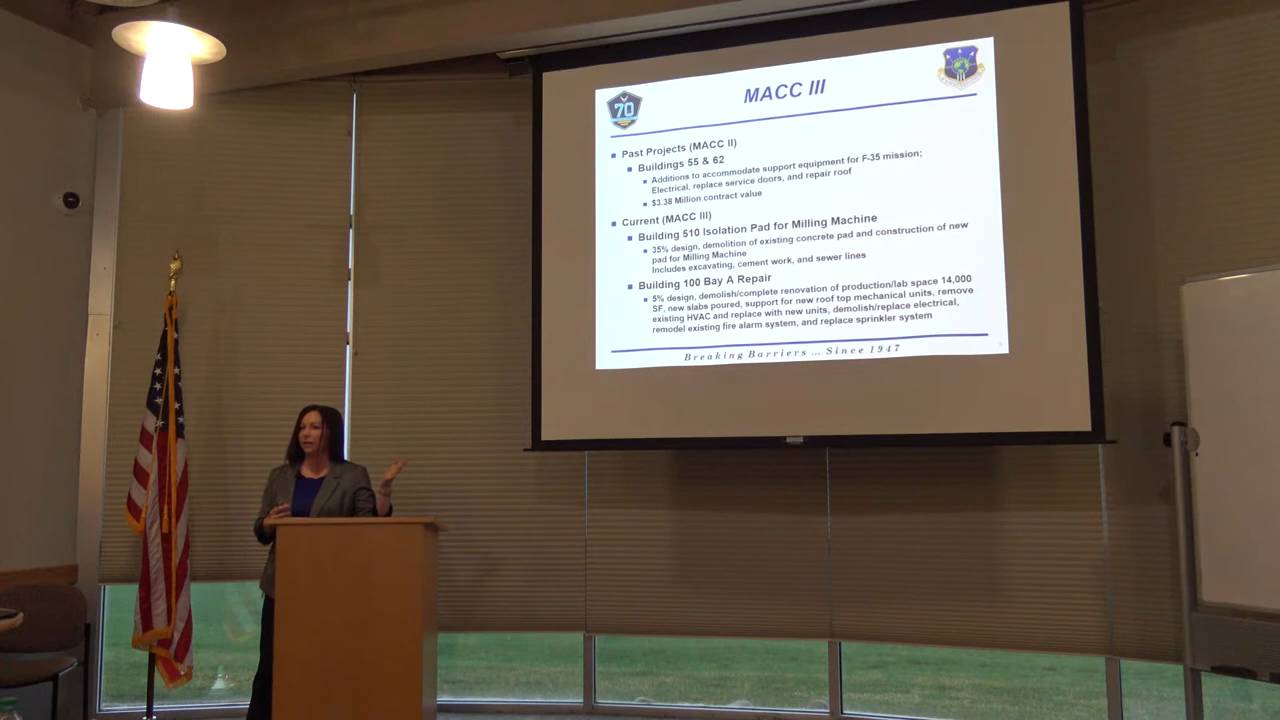 MACC III
70
Past Projects (MACC II)
Buildings 55 & 62
Additions to accommodate support equipment for F-35 mission;
Electrical, replace service doors, and repair roof
$3.38 Million contract value
Current (MACC III)
Building 510 Isolation Pad for Milling Machine
35% design, demolition of existing concrete pad and construction of new
pad for Milling Machine
Includes excavating, cement work, and sewer lines
Building 100 Bay A Repair
5% design, demolish/complete renovation of production/lab space 14,000
SF, new slabs poured, support for new roof top mechanical units, remove
existing HVAC and replace with new units, demolish/replace electrical,
remodel existing fire alarm system, and replace sprinkler system
Breaking Barriers ... Since 1947